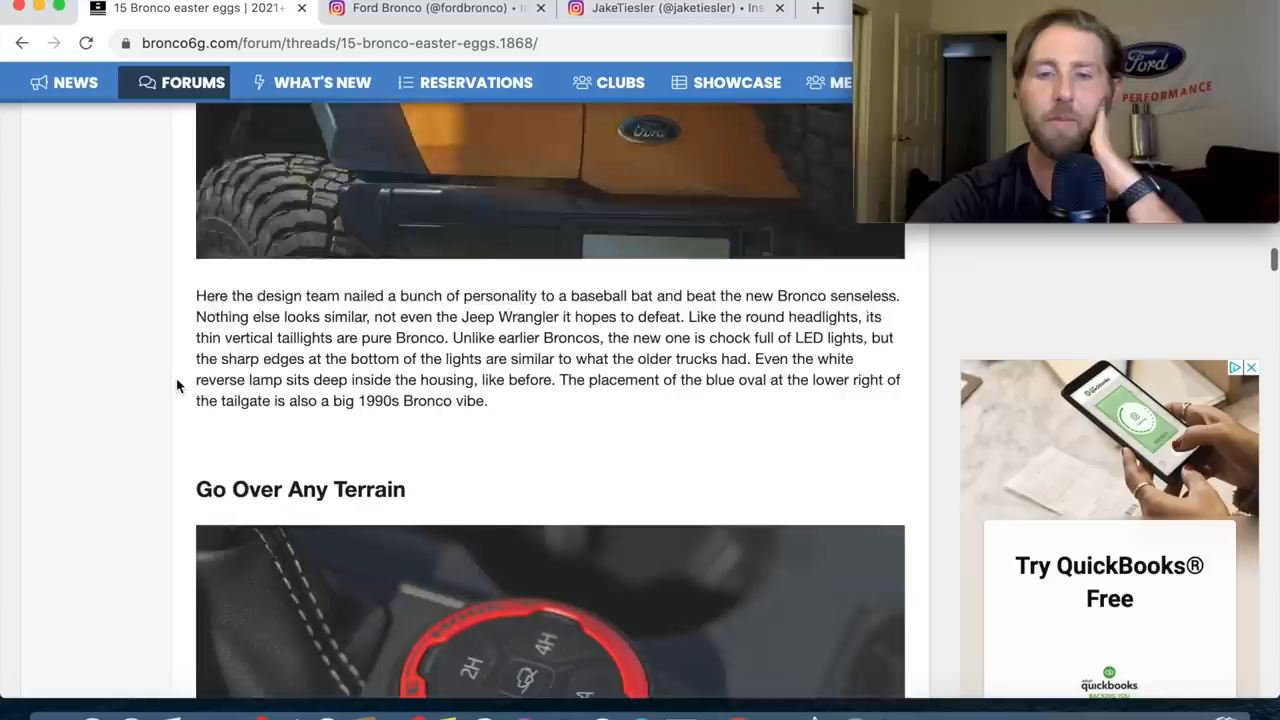 15 Bronco easter eggs | 2021+
Ford Bronco (@fordbronco) •
JakeTiesler (@jaketiesler) • Ins
bronco6g.com/forum/threads/15-bronco-easter-eggs.1868/
NEWS
FORUMS
WHAT'S NEW
RESERVATIONS
CLUBS
SHOWCASE
ME
Ford
PERFORMANCE
Ford
Here the design team nailed a bunch of personality to a baseball bat and beat the new Bronco senseless.
Nothing else looks similar, not even the Jeep Wrangler it hopes to defeat. Like the round headlights, its
thin vertical taillights are pure Bronco. Unlike earlier Broncos, the new one is chock full of LED lights, but
the sharp edges at the bottom of the lights are similar to what the older trucks had. Even the white
reverse lamp sits deep inside the housing, like before. The placement of the blue oval at the lower right of
the tailgate is also a big 1990s Bronco vibe.
Go Over Any Terrain
2H
4H
Try QuickBooks®
Free
quickbooks
BACKING YOU